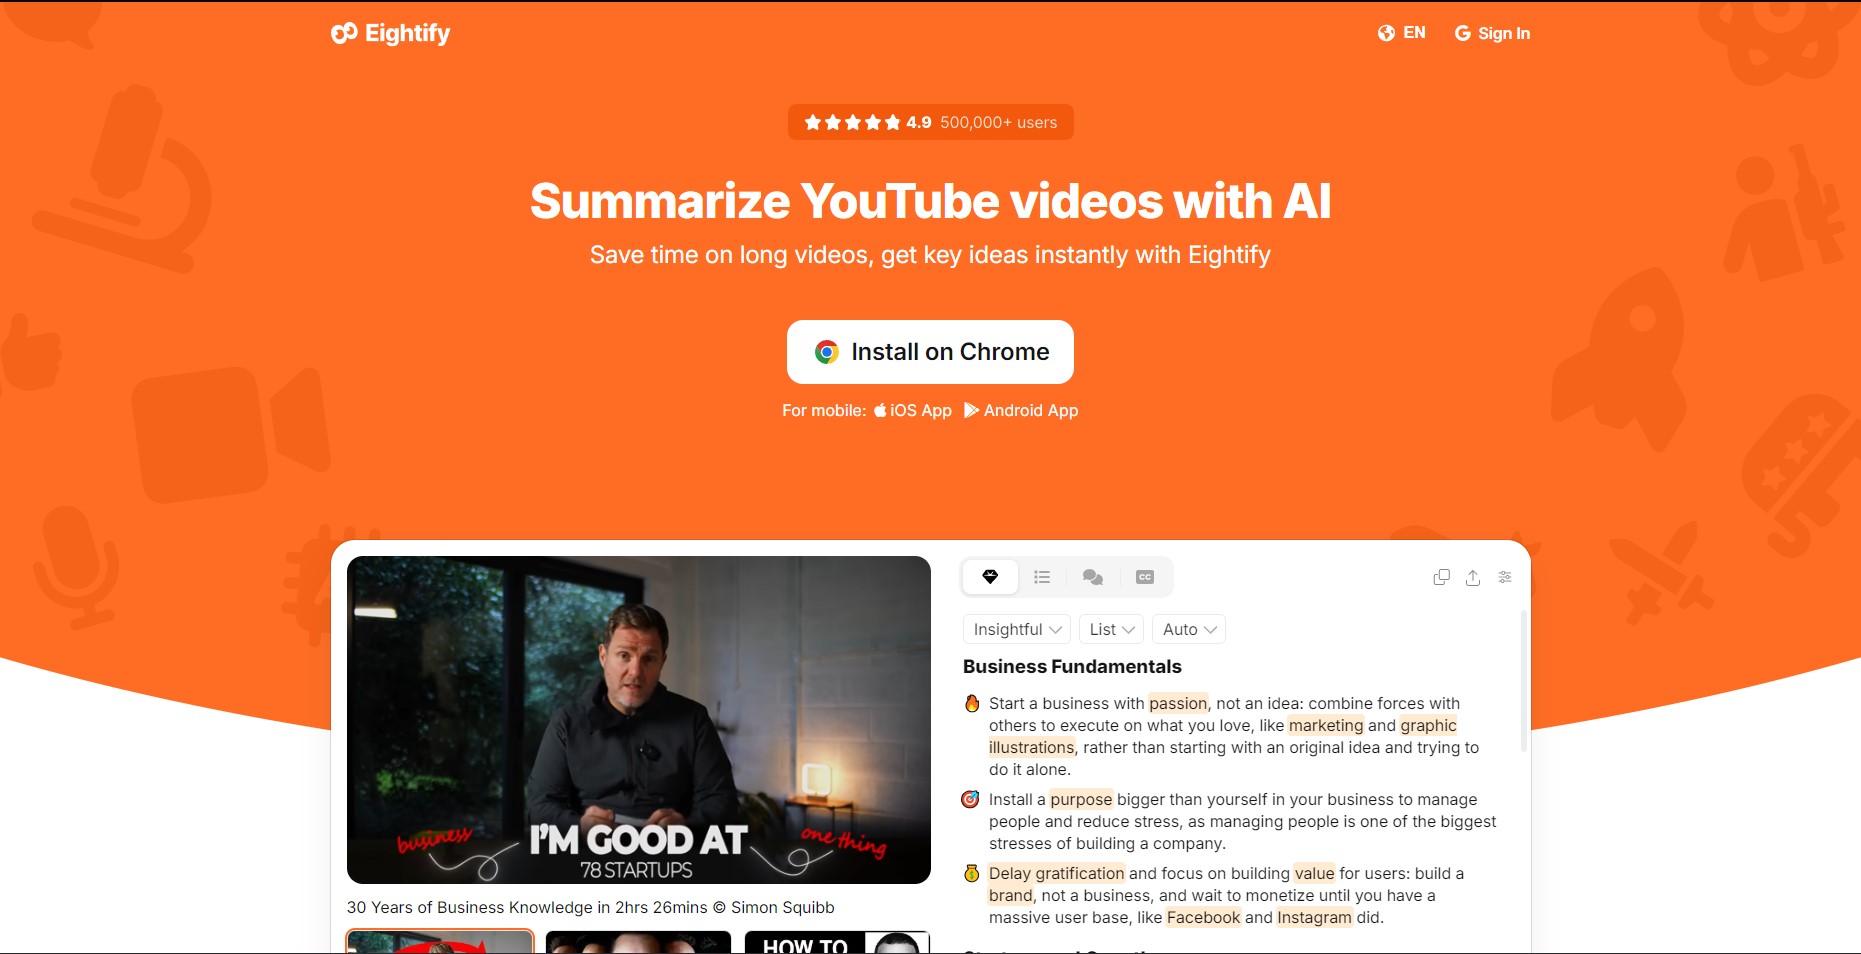 Eightify
EN
Sign In
4.9 500,000+ users
Summarize YouTube videos with AI
Save time on long videos, get key ideas instantly with Eightify
Install on Chrome
For mobile: iOS App Android App
business
I'M GOOD AT
one thing
78 STARTUPS
30 Years of Business Knowledge in 2hrs 26mins © Simon Squibb
HOW TO
CC
Insightful
List
Auto
Business Fundamentals
🔥 Start a business with passion, not an idea: combine forces with
others to execute on what you love, like marketing and graphic
illustrations, rather than starting with an original idea and trying to
do it alone.
🎯 Install a purpose bigger than yourself in your business to manage
people and reduce stress, as managing people is one of the biggest
stresses of building a company.
💰 Delay gratification and focus on building value for users: build a
brand, not a business, and wait to monetize until you have a
massive user base, like Facebook and Instagram did.